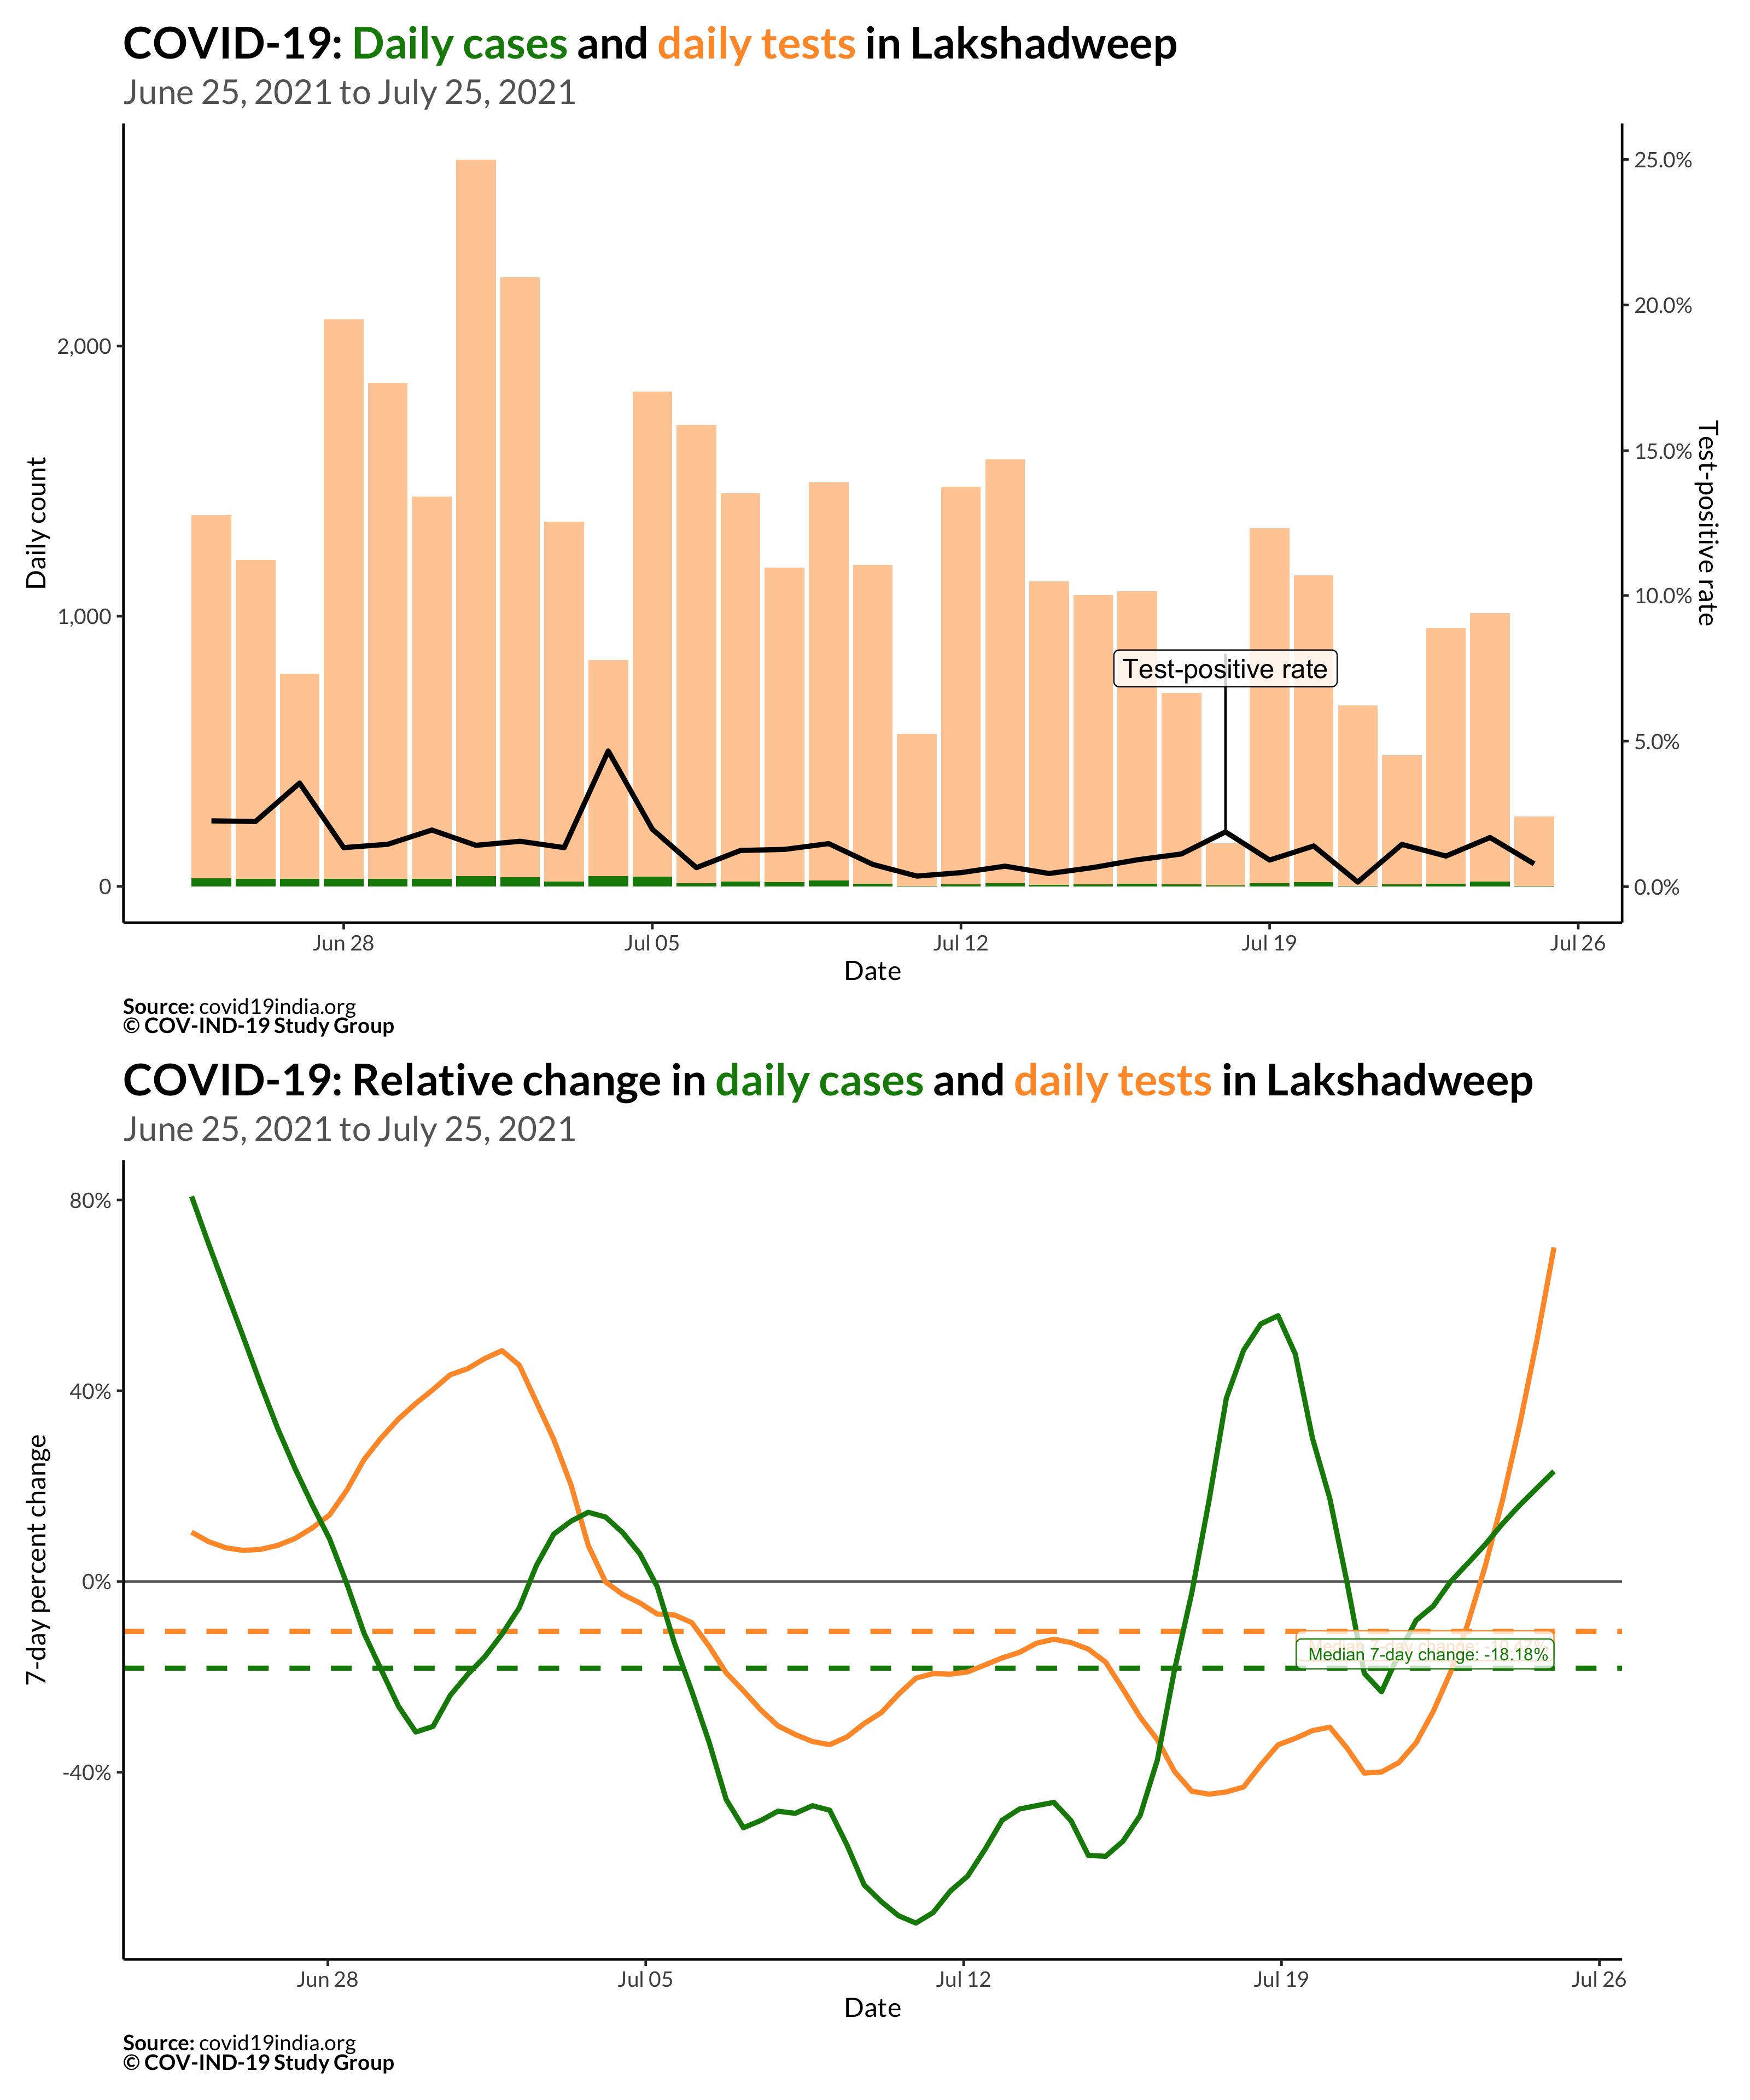 COVID-19: Daily cases and daily tests in Lakshadweep
June 25, 2021 to July 25, 2021
25.0%
20.0%
2,000
15.0%
Daily count
Test-positive rate
1,000
10.0%
Test-positive rate
5.0%
0
0.0%
Jun 28 Jul 05 Jul 12 Jul 19 Jul 26
Date
Source: covid19india.org
© COV-IND-19 Study Group
COVID-19: Relative change in daily cases and daily tests in Lakshadweep
June 25, 2021 to July 25, 2021
80%
40%
7-day percent change
0%
Median 7-day change:
Median 7-day change: -18.18%
-40%
Jun 28 Jul 05 Jul 12 Jul 19 Jul 26
Date
Source: covid19india.org
© COV-IND-19 Study Group